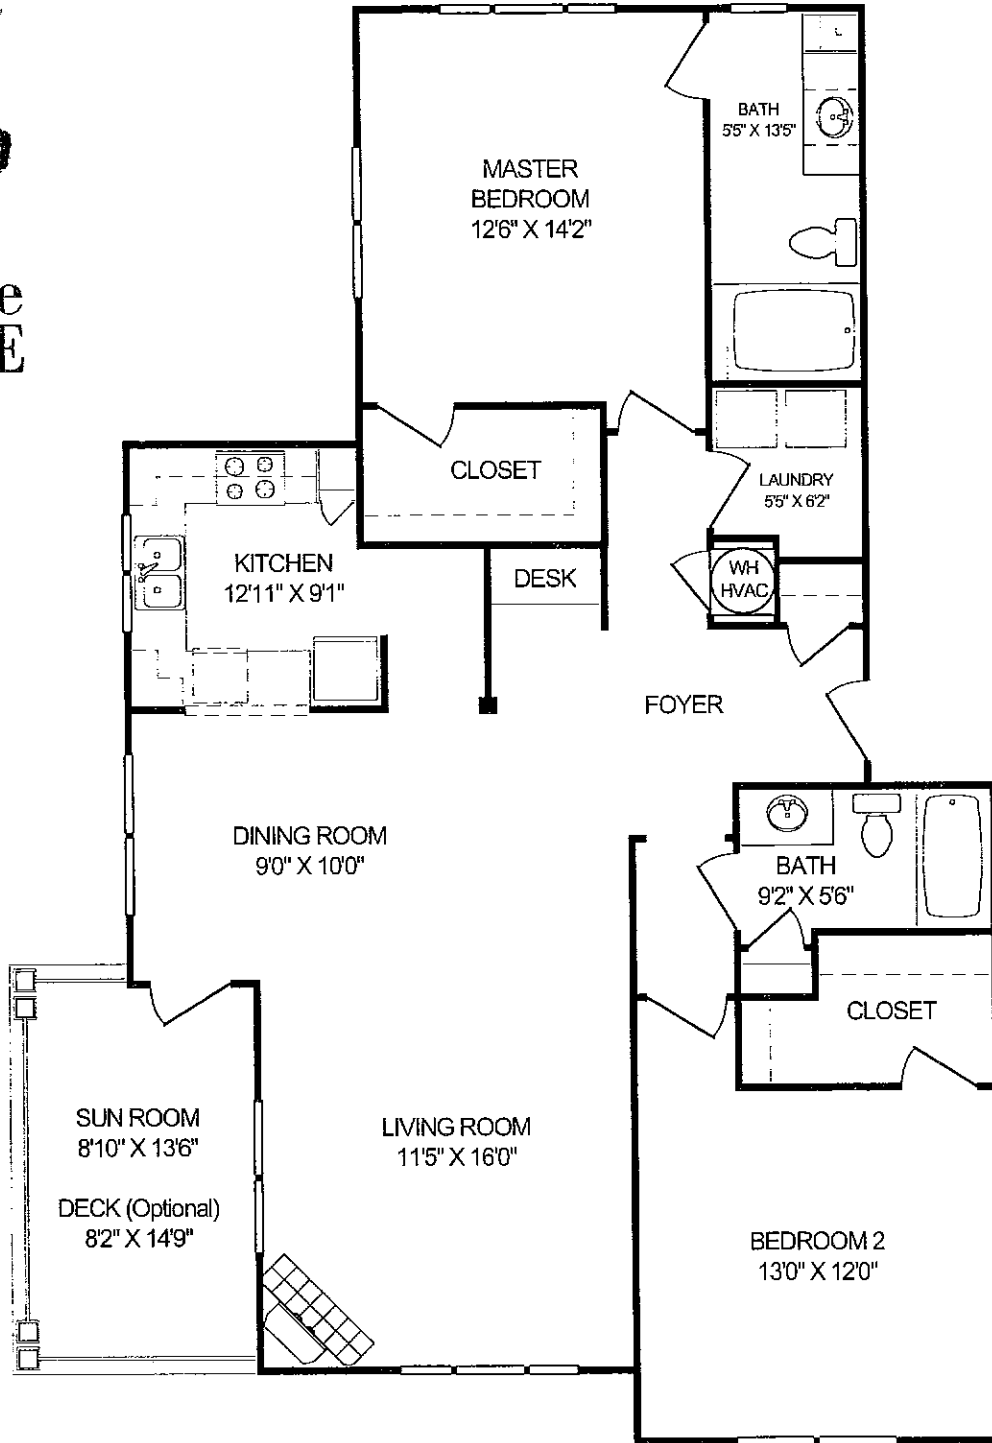 BATH
5'5" X 13'5"
MASTER
BEDROOM
12'6" X 14'2"
e
E
CLOSET
LAUNDRY
5'5" X 6'2"
KITCHEN
12'11" X 9'1"
DESK
WH
HVAC
FOYER
DINING ROOM
9'0" X 10'0"
BATH
9'2" X 5'6"
CLOSET
SUN ROOM
8'10" X 13'6"
LIVING ROOM
11'5" X 16'0"
DECK (Optional)
8'2" X 14'9"
BEDROOM 2
13'0" X 12'0"